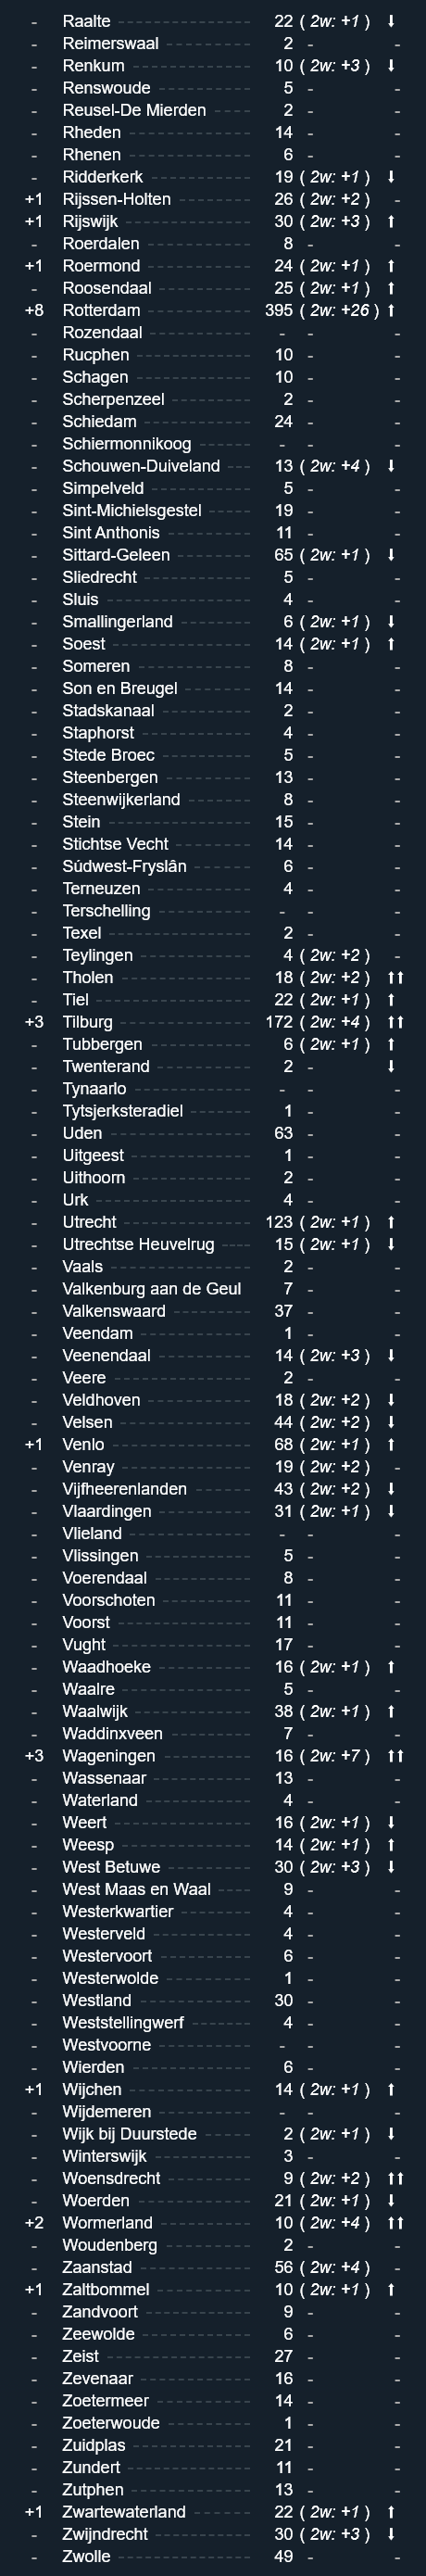 - Raalte 22 ( 2w: +1 ) ⬇
- Reimerswaal 2 - -
- Renkum 10 ( 2w: +3 ) ⬇
- Renswoude 5 - -
- Reusel-De Mierden 2 - -
- Rheden 14 - -
- Rhenen 6 - -
- Ridderkerk 19 ( 2w: +1 ) ⬇
+1 Rijssen-Holten 26 ( 2w: +2 ) -
+1 Rijswijk 30 ( 2w: +3 ) ⬆
- Roerdalen 8 - -
+1 Roermond 24 ( 2w: +1 ) ⬆
- Roosendaal 25 ( 2w: +1 ) ⬆
+8 Rotterdam 395 ( 2w: +26 ) ⬆
- Rozendaal - - -
- Rucphen 10 - -
- Schagen 10 - -
- Scherpenzeel 2 - -
- Schiedam 24 - -
- Schiermonnikoog - - -
- Schouwen-Duiveland 13 ( 2w: +4 ) ⬇
- Simpelveld 5 - -
- Sint-Michielsgestel 19 - -
- Sint Anthonis 11 - -
- Sittard-Geleen 65 ( 2w: +1 ) ⬇
- Sliedrecht 5 - -
- Sluis 4 - -
- Smallingerland 6 ( 2w: +1 ) ⬇
- Soest 14 ( 2w: +1 ) ⬆
- Someren 8 - -
- Son en Breugel 14 - -
- Stadskanaal 2 - -
- Staphorst 4 - -
- Stede Broec 5 - -
- Steenbergen 13 - -
- Steenwijkerland 8 - -
- Stein 15 - -
- Stichtse Vecht 14 - -
- Súdwest-Fryslân 6 - -
- Terneuzen 4 - -
- Terschelling - - -
- Texel 2 - -
- Teylingen 4 ( 2w: +2 ) -
- Tholen 18 ( 2w: +2 ) ⬆⬆
- Tiel 22 ( 2w: +1 ) ⬆
+3 Tilburg 172 ( 2w: +4 ) ⬆⬆
- Tubbergen 6 ( 2w: +1 ) ⬆
- Twenterand 2 - ⬇
- Tynaarlo - - -
- Tytsjerksteradiel 1 - -
- Uden 63 - -
- Uitgeest 1 - -
- Uithoorn 2 - -
- Urk 4 - -
- Utrecht 123 ( 2w: +1 ) ⬆
- Utrechtse Heuvelrug 15 ( 2w: +1 ) ⬇
- Vaals 2 - -
- Valkenburg aan de Geul 7 - -
- Valkenswaard 37 - -
- Veendam 1 - -
- Veenendaal 14 ( 2w: +3 ) ⬇
- Veere 2 - -
- Veldhoven 18 ( 2w: +2 ) ⬇
- Velsen 44 ( 2w: +2 ) ⬇
+1 Venlo 68 ( 2w: +1 ) ⬆
- Venray 19 ( 2w: +2 ) -
- Vijfheerenlanden 43 ( 2w: +2 ) ⬇
- Vlaardingen 31 ( 2w: +1 ) ⬇
- Vlieland - - -
- Vlissingen 5 - -
- Voerendaal 8 - -
- Voorschoten 11 - -
- Voorst 11 - -
- Vught 17 - -
- Waadhoeke 16 ( 2w: +1 ) ⬆
- Waalre 5 - -
- Waalwijk 38 ( 2w: +1 ) ⬆
- Waddinxveen 7 - -
+3 Wageningen 16 ( 2w: +7 ) ⬆⬆
- Wassenaar 13 - -
- Waterland 4 - -
- Weert 16 ( 2w: +1 ) ⬇
- Weesp 14 ( 2w: +1 ) ⬆
- West Betuwe 30 ( 2w: +3 ) ⬇
- West Maas en Waal 9 - -
- Westerkwartier 4 - -
- Westerveld 4 - -
- Westervoort 6 - -
- Westerwolde 1 - -
- Westland 30 - -
- Weststellingwerf 4 - -
- Westvoorne - - -
- Wierden 6 - -
+1 Wijchen 14 ( 2w: +1 ) ⬆
- Wijdemeren - - -
- Wijk bij Duurstede 2 ( 2w: +1 ) ⬇
- Winterswijk 3 - -
- Woensdrecht 9 ( 2w: +2 ) ⬆⬆
- Woerden 21 ( 2w: +1 ) ⬇
+2 Wormerland 10 ( 2w: +4 ) ⬆⬆
- Woudenberg 2 - -
- Zaanstad 56 ( 2w: +4 ) -
+1 Zaltbommel 10 ( 2w: +1 ) ⬆
- Zandvoort 9 - -
- Zeewolde 6 - -
- Zeist 27 - -
- Zevenaar 16 - -
- Zoetermeer 14 - -
- Zoeterwoude 1 - -
- Zuidplas 21 - -
- Zundert 11 - -
- Zutphen 13 - -
+1 Zwartewaterland 22 ( 2w: +1 ) ⬆
- Zwijndrecht 30 ( 2w: +3 ) ⬇
- Zwolle 49 - -